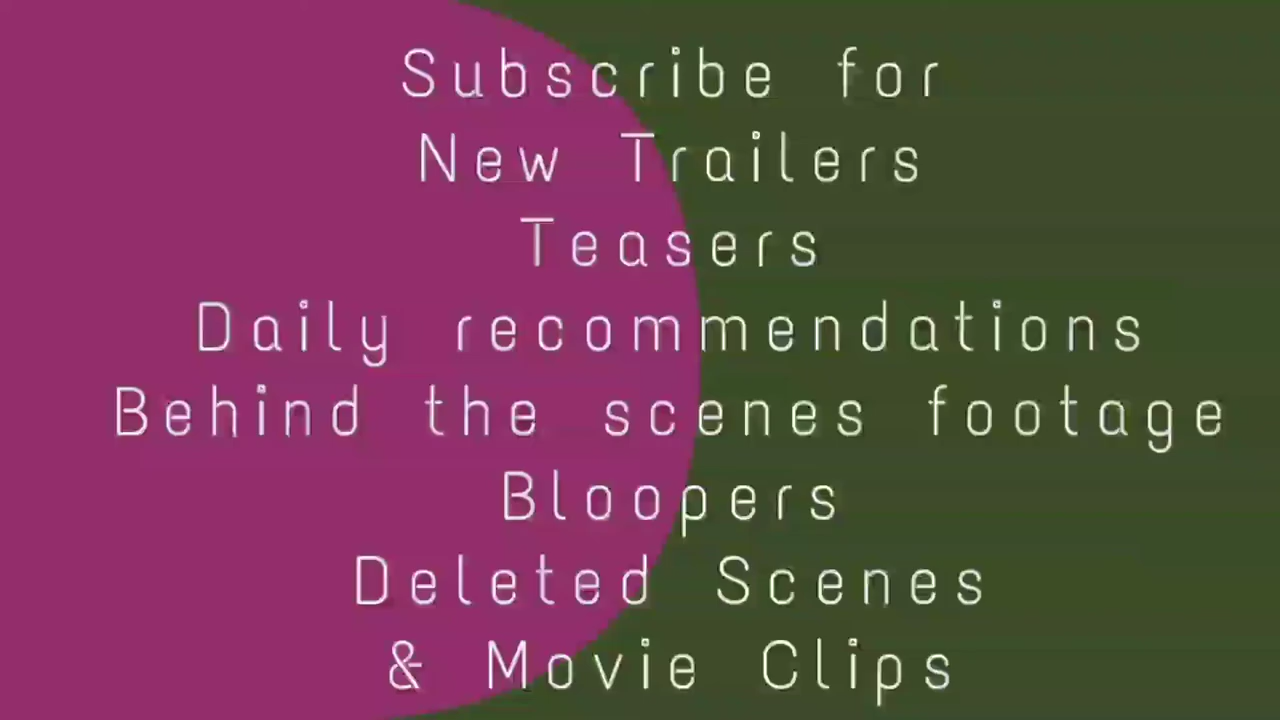 Subscribe for
New Trailers
Teasers
Daily recommendations
Behind the scenes footage
Bloopers
Deleted Scenes
& Movie Clips